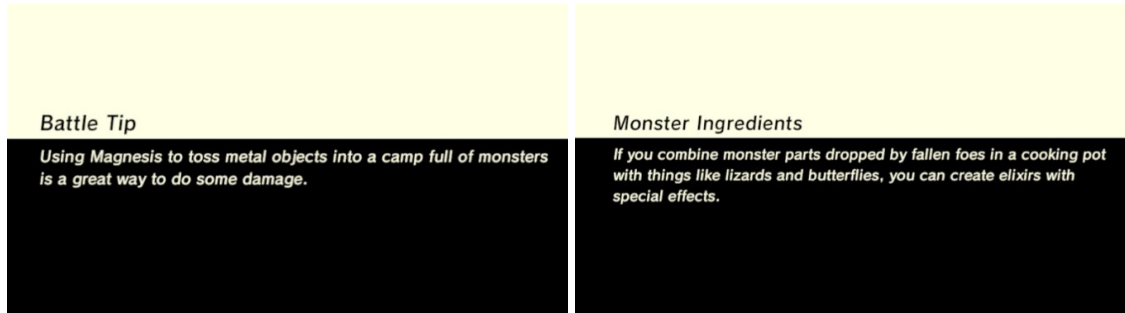 Battle Tip
Using Magnesis to toss metal objects into a camp full of monsters
is a great way to do some damage.
Monster Ingredients
If you combine monster parts dropped by fallen foes in a cooking pot
with things like lizards and butterflies, you can create elixirs with
special effects.